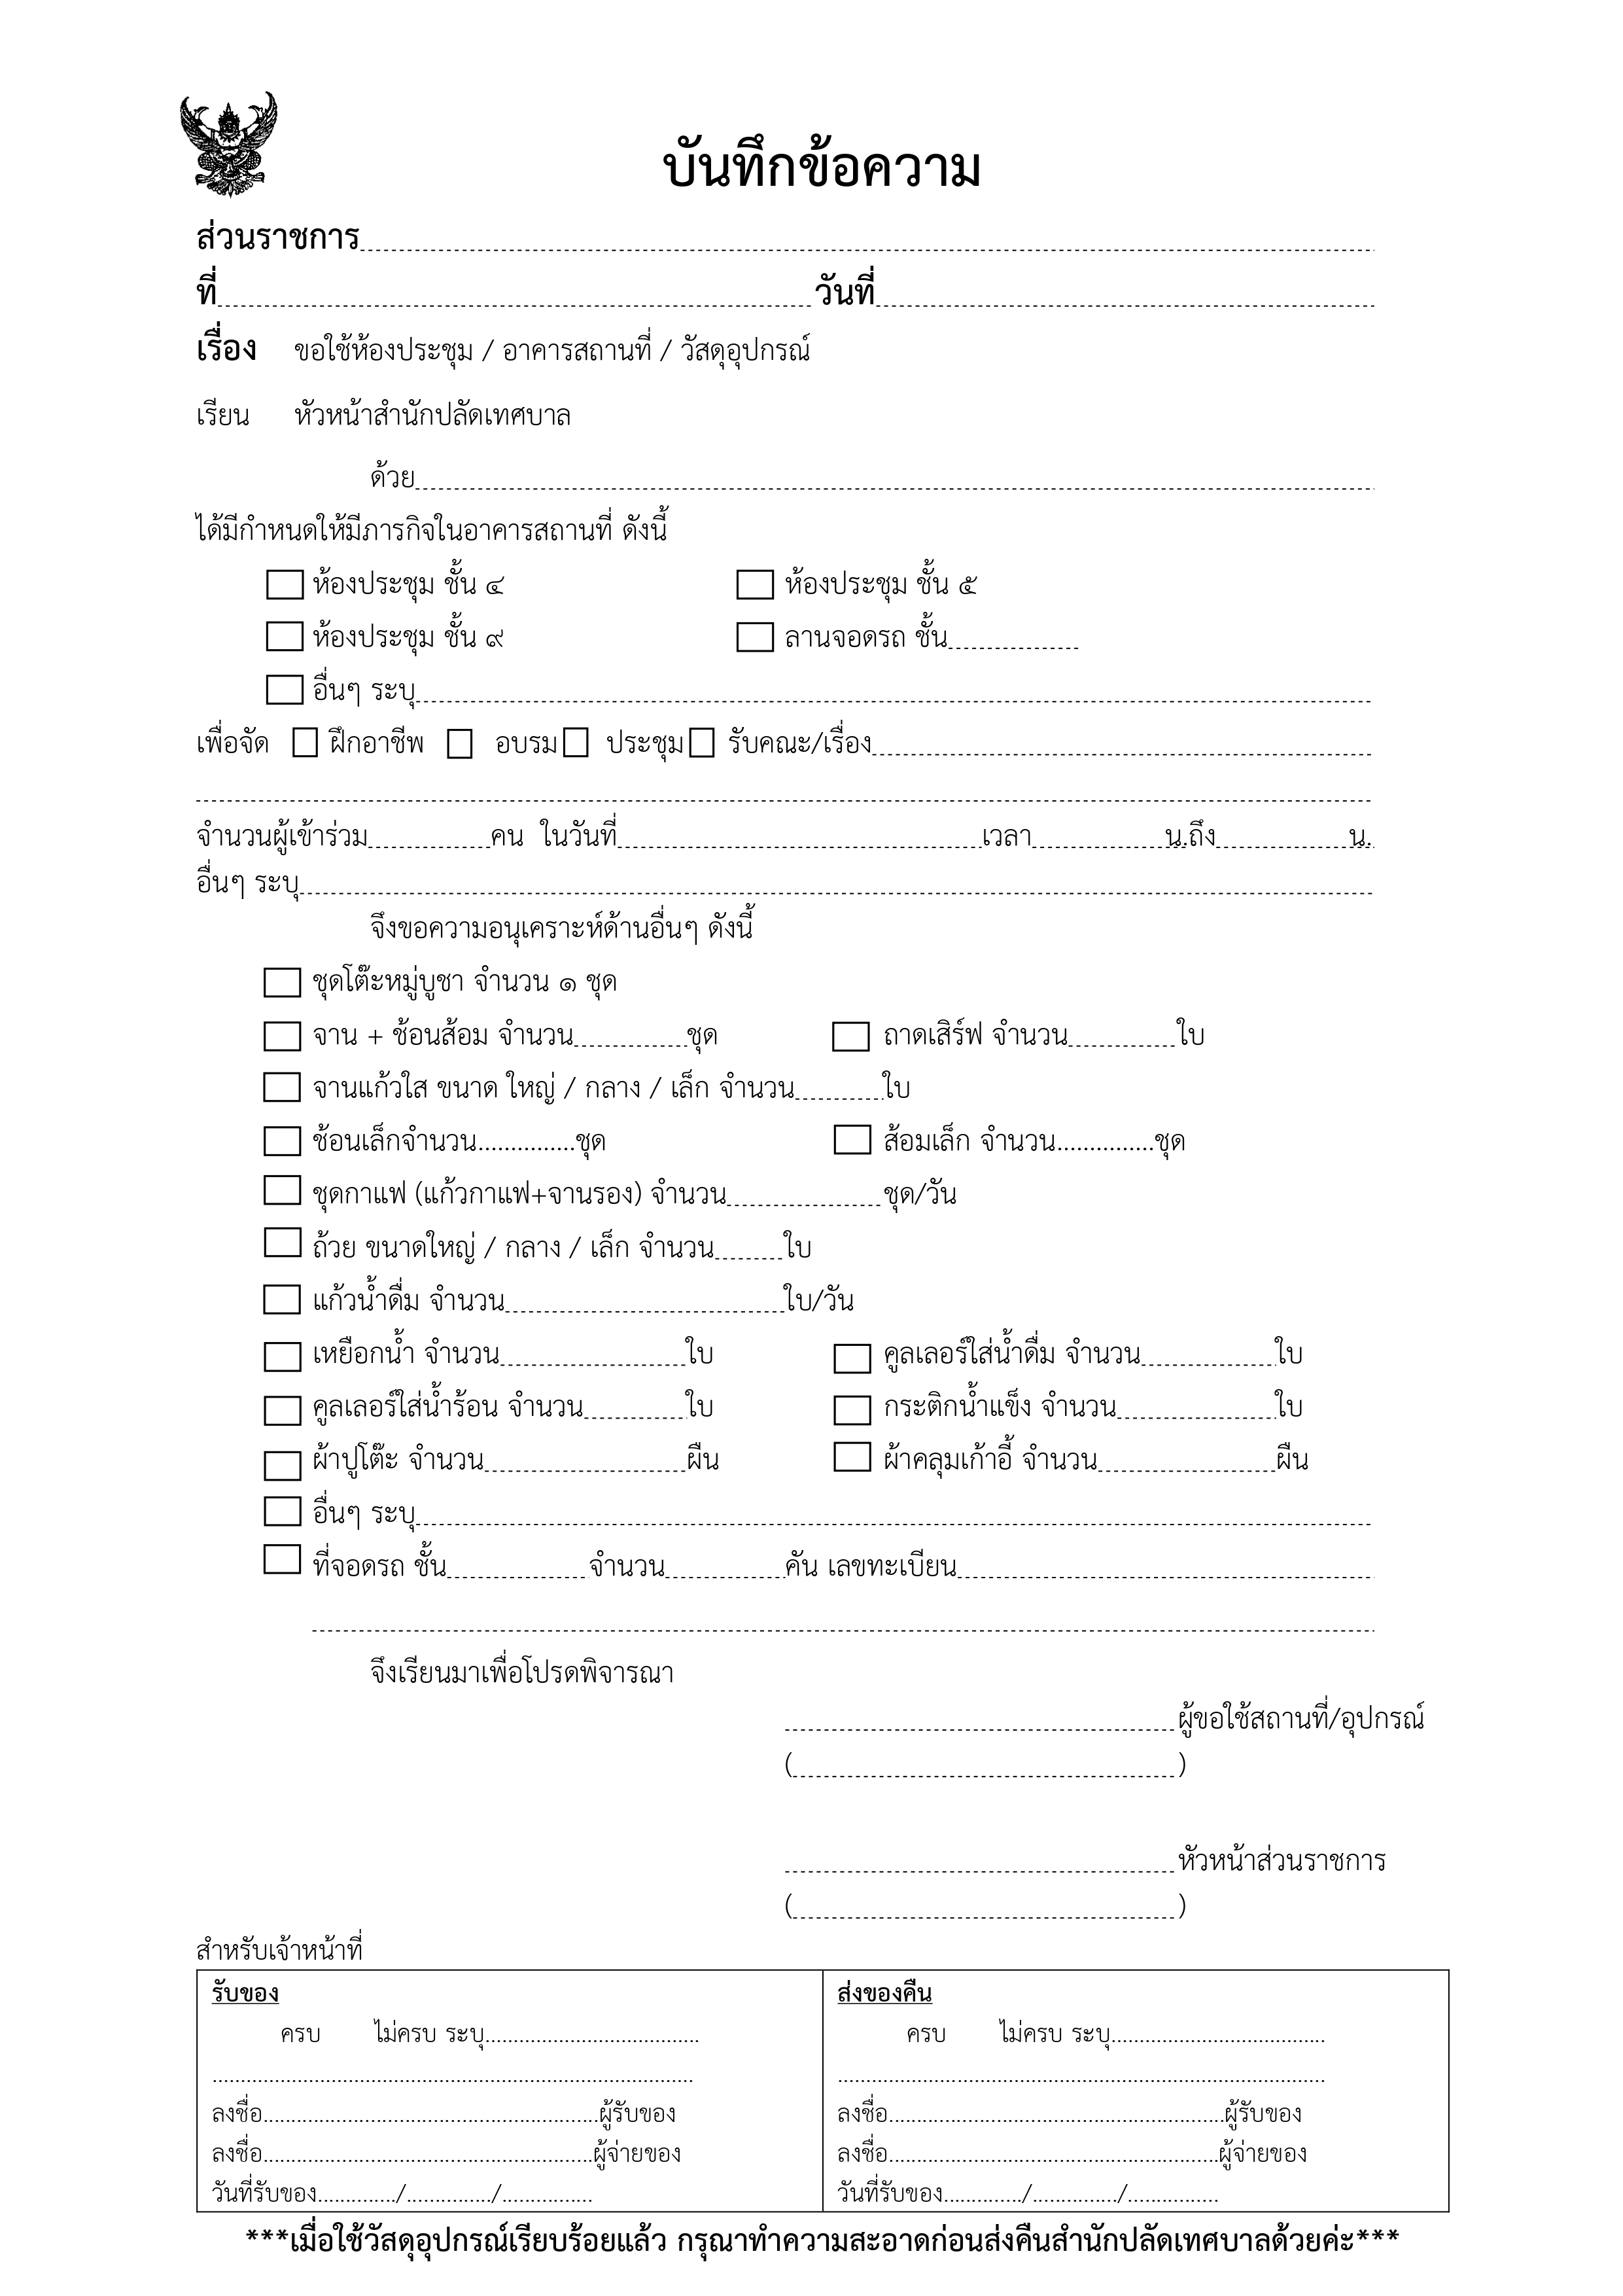 บันทึกข้อความ
ส่วนราชการ
ที่ วันที่
เรื่อง ขอใช้ห้องประชุม / อาคารสถานที่ / วัสดุอุปกรณ์
เรียน หัวหน้าสำนักปลัดเทศบาล
ด้วย
ได้มีกำหนดให้มีภารกิจในอาคารสถานที่ ดังนี้
ห้องประชุม ชั้น ๔ ห้องประชุม ชั้น ๕
ห้องประชุม ชั้น ๙ ลานจอดรถ ชั้น
อื่นๆ ระบุ
เพื่อจัด ฝึกอาชีพ อบรม ประชุม รับคณะ/เรื่อง
จำนวนผู้เข้าร่วม คน ในวันที่ เวลา น.ถึง น.
อื่นๆ ระบุ
จึงขอความอนุเคราะห์ด้านอื่นๆ ดังนี้
ชุดโต๊ะหมู่บูชา จำนวน ๑ ชุด
จาน + ช้อนส้อม จำนวน ชุด ถาดเสิร์ฟ จำนวน ใบ
จานแก้วใส ขนาด ใหญ่ / กลาง / เล็ก จำนวน ใบ
ช้อนเล็กจำนวน...............ชุด ส้อมเล็ก จำนวน...............ชุด
ชุดกาแฟ (แก้วกาแฟ+จานรอง) จำนวน ชุด/วัน
ถ้วย ขนาดใหญ่ / กลาง / เล็ก จำนวน ใบ
แก้วน้ำดื่ม จำนวน ใบ/วัน
เหยือกน้ำ จำนวน ใบ คูลเลอร์ใส่น้ำดื่ม จำนวน ใบ
คูลเลอร์ใส่น้ำร้อน จำนวน ใบ กระติกน้ำแข็ง จำนวน ใบ
ผ้าปูโต๊ะ จำนวน ผืน ผ้าคลุมเก้าอี้ จำนวน ผืน
อื่นๆ ระบุ
ที่จอดรถ ชั้น จำนวน คัน เลขทะเบียน
จึงเรียนมาเพื่อโปรดพิจารณา
ผู้ขอใช้สถานที่/อุปกรณ์
( )
หัวหน้าส่วนราชการ
( )
สำหรับเจ้าหน้าที่
รับของ
ครบ ไม่ครบ ระบุ......................................
.....................................................................................
ลงชื่อ............................................................ผู้รับของ
ลงชื่อ...........................................................ผู้จ่ายของ
วันที่รับของ............../.............../................
ส่งของคืน
ครบ ไม่ครบ ระบุ......................................
.....................................................................................
ลงชื่อ............................................................ผู้รับของ
ลงชื่อ...........................................................ผู้จ่ายของ
วันที่รับของ............../.............../................
***เมื่อใช้วัสดุอุปกรณ์เรียบร้อยแล้ว กรุณาทำความสะอาดก่อนส่งคืนสำนักปลัดเทศบาลด้วยค่ะ***